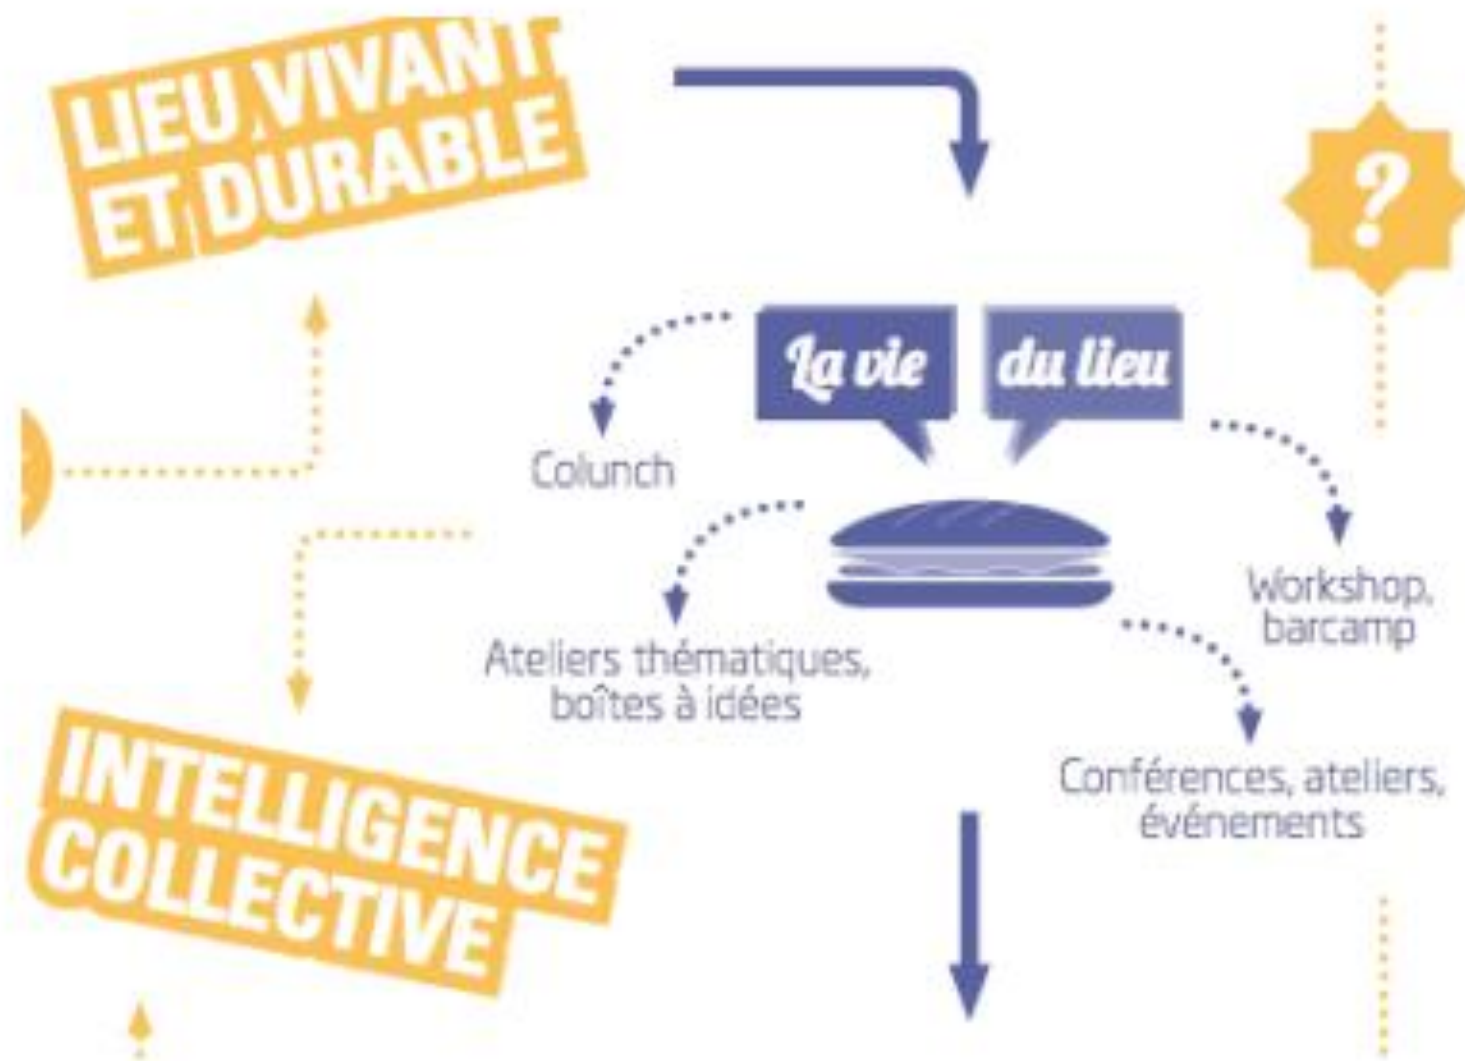 LIEU VIVANT
ET DURABLE
?
La vie du lieu
Colunch
Workshop,
barcamp
Ateliers thématiques,
boîtes à idées
Conférences, ateliers,
événements
INTELLIGENCE
COLLECTIVE